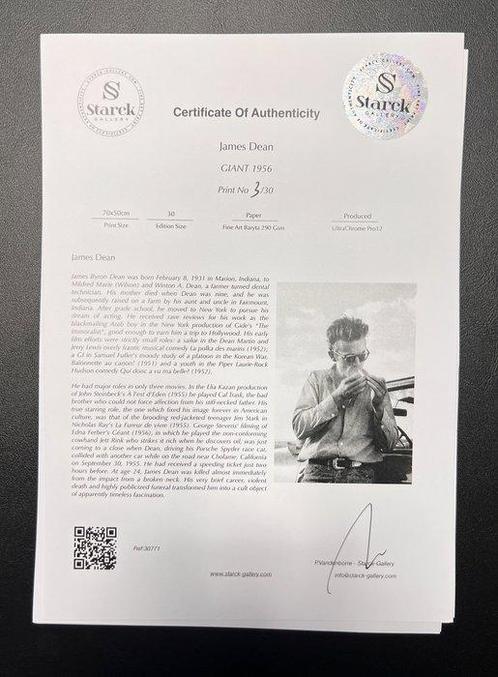 Starck
GALLERY
Starck
GALLERY
Certificate Of Authenticity
James Dean
GIANT 1956
Print No 3/30
70x50cm 30 Paper Produced
Print Size Edition Size Fine Art Baryta 290 Gsm UltraChrome Pro12
James Dean
James Byron Dean was born February 8, 1931 in Marion, Indiana, to
Mildred Marie (Wilson) and Winton A. Dean, a farmer turned dental
technician. His mother died when Dean was nine, and he was
subsequently raised on a farm by his aunt and uncle in Fairmount,
Indiana. After grade school, he moved to New York to pursue his
dream of acting. He received rave reviews for his work as the
blackmailing Arab boy in the New York production of Gide's "The
Immoralist", good enough to earn him a trip to Hollywood. His early
film efforts were strictly small roles: a sailor in the Dean Martin and
Jerry Lewis overly frantic musical comedy La polka des marins (1952);
a GI in Samuel Fuller's moody study of a platoon in the Korean War,
Baïonnette au canon! (1951) and a youth in the Piper Laurie-Rock
Hudson comedy Qui donc a vu ma belle? (1952).
He had major roles in only three movies. In the Elia Kazan production
of John Steinbeck's À l'est d'Eden (1955) he played Cal Trask, the bad
brother who could not force affection from his stiff-necked father. His
true starring role, the one which fixed his image forever in American
culture, was that of the brooding red-jacketed teenager Jim Stark in
Nicholas Ray's La fureur de vivre (1955). George Stevens' filming of
Edna Ferber's Géant (1956), in which he played the non-conforming
cowhand Jett Rink who strikes it rich when he discovers oil, was just
coming to a close when Dean, driving his Porsche Spyder race car,
collided with another car while on the road near Cholame, California
on September 30, 1955. He had received a speeding ticket just two
hours before. At age 24, James Dean was killed almost immediately
from the impact from a broken neck. His very brief career, violent
death and highly publicized funeral transformed him into a cult object
of apparently timeless fascination.
Ref:30771
P.Vandenborre - Starck-Gallery
www.starck-gallery.com info@starck-gallery.com